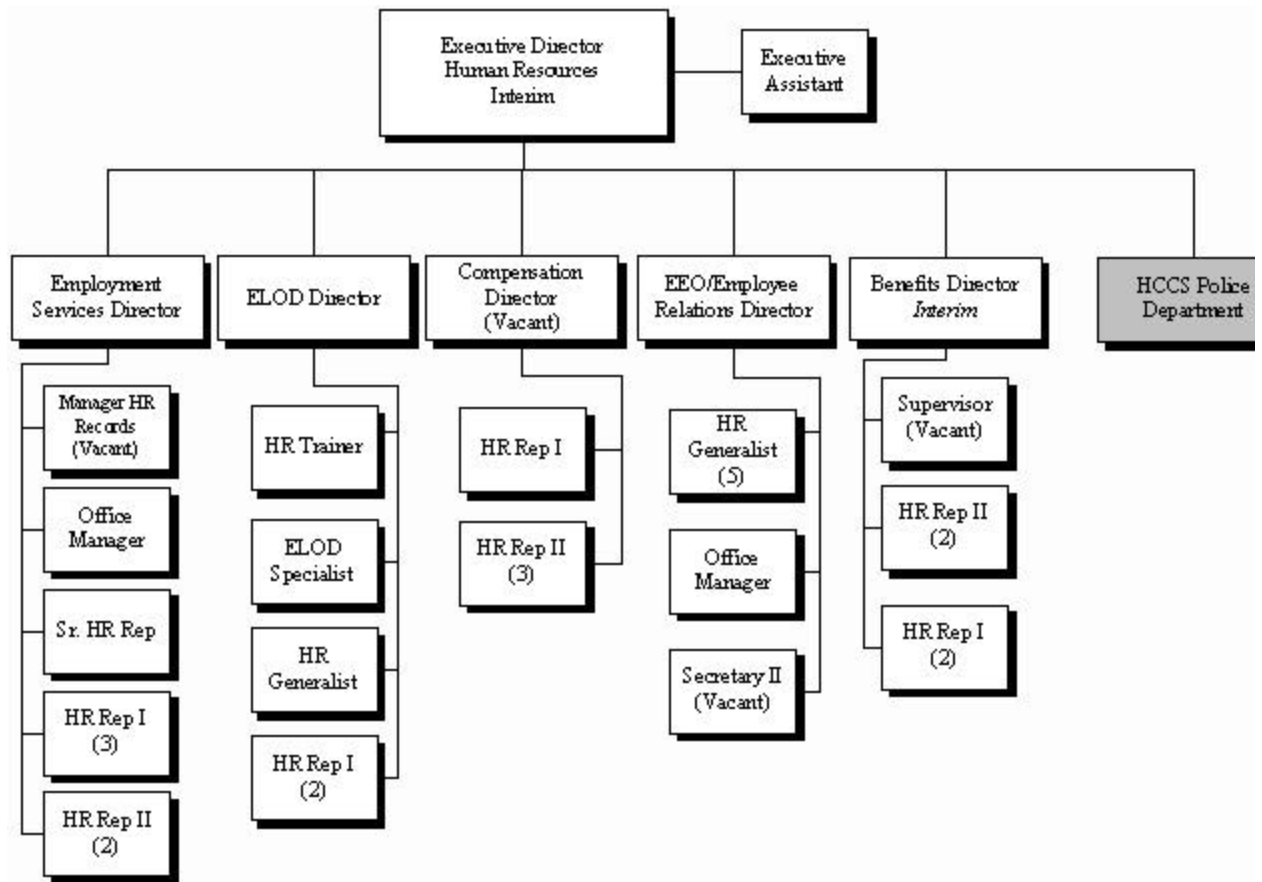 Executive Director
Human Resources
Interim
Executive
Assistant
Employment
Services Director
ELOD Director
Compensation
Director
(Vacant)
EEO/Employee
Relations Director
Benefits Director
Interim
HCCS Police
Department
Manager HR
Records
(Vacant)
Office
Manager
Sr. HR Rep
HR Rep I
(3)
HR Rep II
(2)
HR Trainer
ELOD
Specialist
HR
Generalist
HR Rep I
(2)
HR Rep I
HR Rep II
(3)
HR
Generalist
(5)
Office
Manager
Secretary II
(Vacant)
Supervisor
(Vacant)
HR Rep II
(2)
HR Rep I
(2)